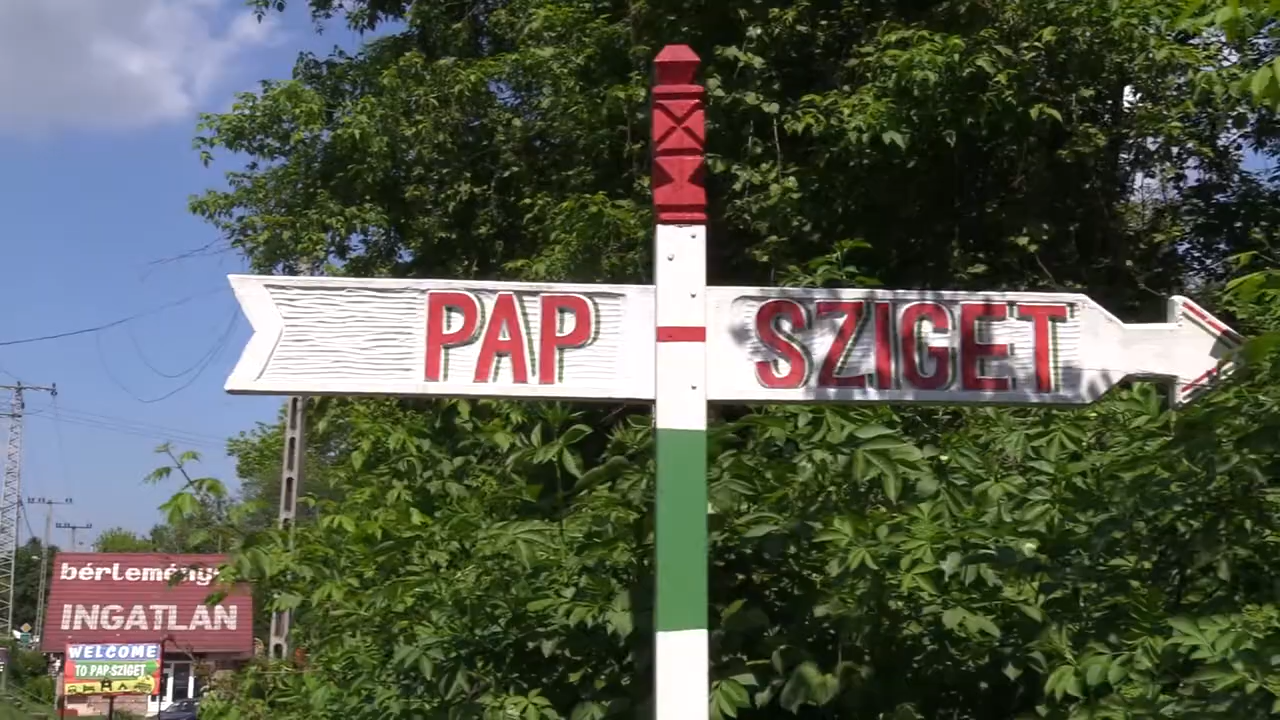 PAP SZIGET
bérlemény
INGATLAN
WELCOME
TO PAP-SZIGET